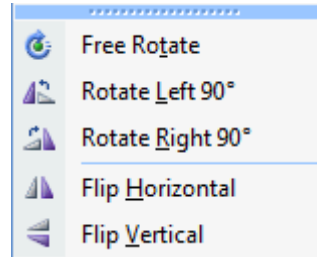 Free Rotate
Rotate Left 90°
Rotate Right 90°
Flip Horizontal
Flip Vertical